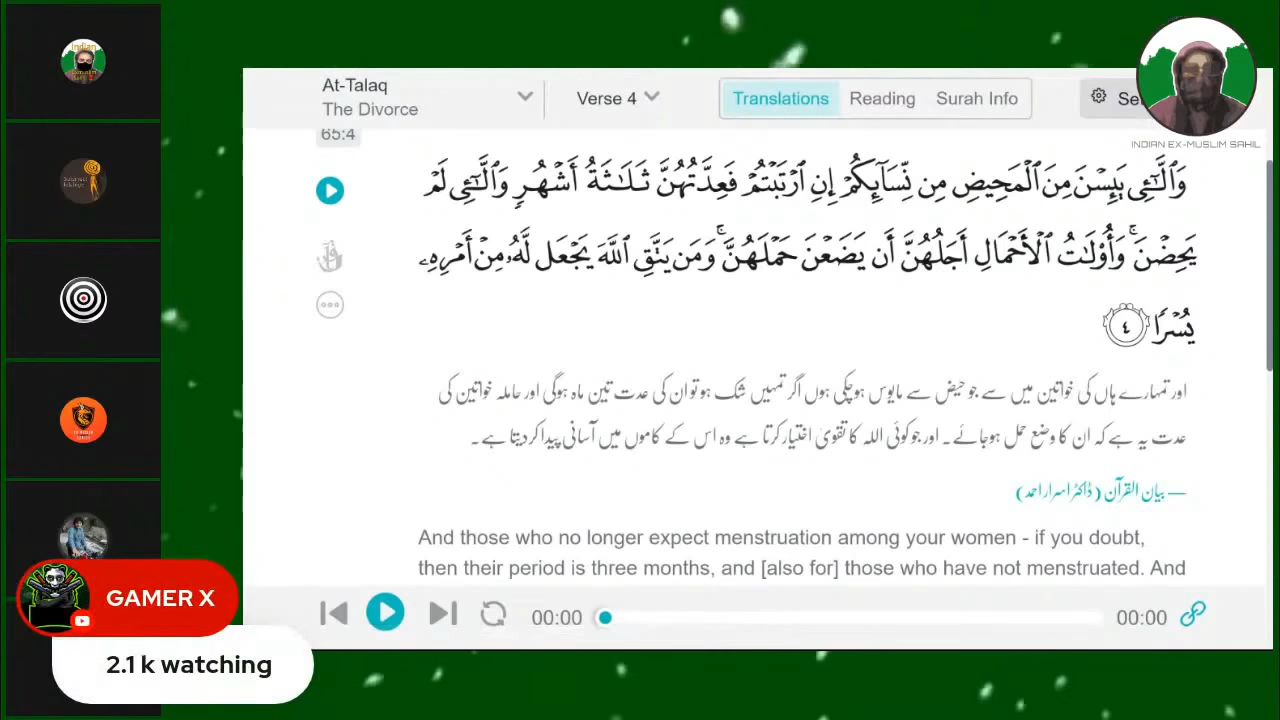 At-Talaq
The Divorce
Verse 4
Translations
Reading
Surah Info
INDIAN EX-MUSLIM SAHIL
65:4
وَٱلَّـٰٓـِٔى يَئِسْنَ مِنَ ٱلْمَحِيضِ مِن نِّسَآئِكُمْ إِنِ ٱرْتَبْتُمْ فَعِدَّتُهُنَّ ثَلَـٰثَةُ أَشْهُرٍ وَٱلَّـٰٓـِٔى لَمْ
يَحِضْنَ ۚ وَأُو۟لَـٰتُ ٱلْأَحْمَالِ أَجَلُهُنَّ أَن يَضَعْنَ حَمْلَهُنَّ ۚ وَمَن يَتَّقِ ٱللَّهَ يَجْعَل لَّهُۥ مِنْ أَمْرِهِۦ
يُسْرًا ٤
اور تمہارے ہاں کی خواتین میں سے جو حیض سے مایوس ہوچکی ہوں اگر تمہیں شک ہو تو ان کی عدت تین ماہ ہوگی اور حاملہ خواتین کی
عدت یہ ہے کہ ان کا وضع حمل ہوجائے۔ اور جو کوئی اللہ کا تقویٰ اختیار کرتا ہے وہ اس کے کاموں میں آسانی پیدا کردیتا ہے۔
— بیان القرآن (ڈاکٹر اسرار احمد)
And those who no longer expect menstruation among your women - if you doubt,
then their period is three months, and [also for] those who have not menstruated. And
00:00
00:00
GAMER X
2.1 k watching